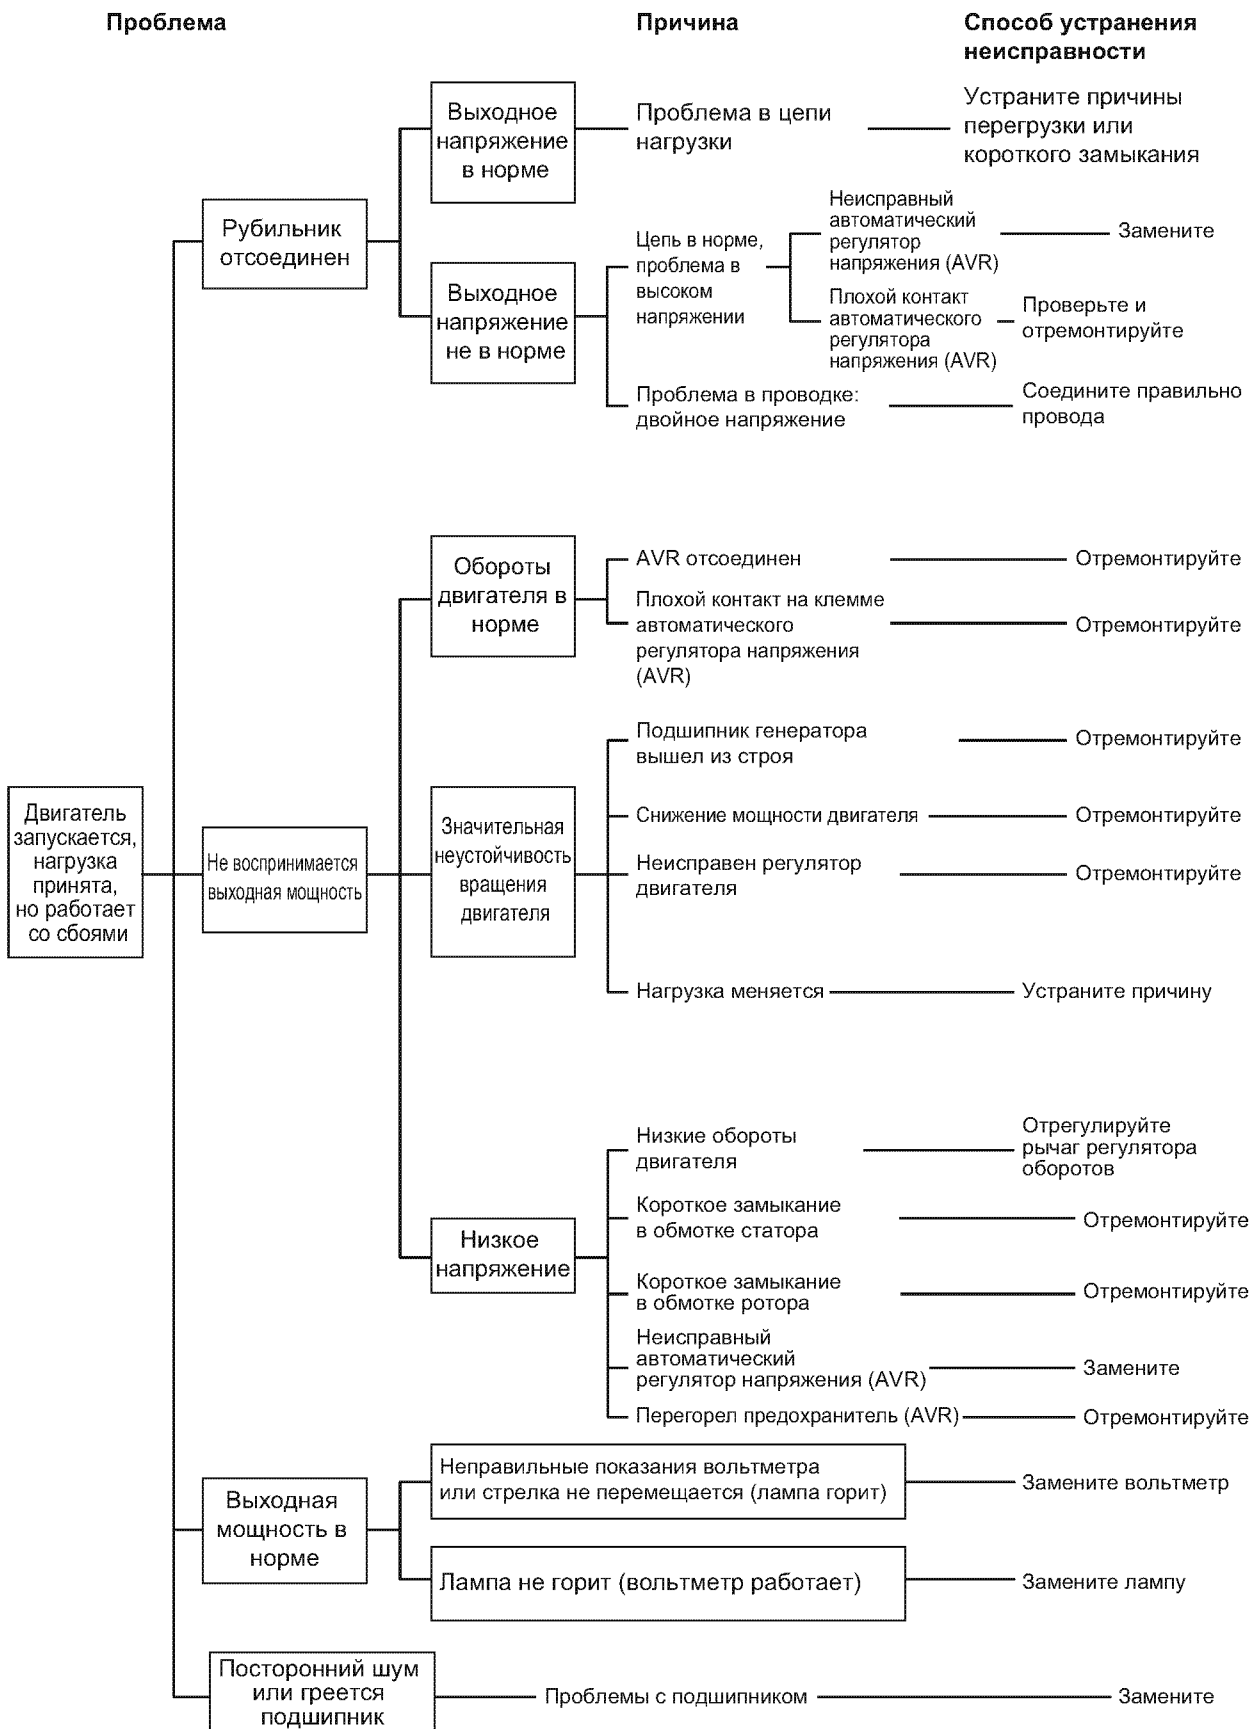 Проблема
Причина
Способ устранения
неисправности
Двигатель
запускается,
нагрузка
принята,
но работает
со сбоями
Рубильник
отсоединен
Выходное
напряжение
в норме
Проблема в цепи
нагрузки
Устраните причины
перегрузки или
короткого замыкания
Выходное
напряжение
не в норме
Цепь в норме,
проблема в
высоком
напряжении
Неисправный
автоматический
регулятор
напряжения (AVR)
Замените
Плохой контакт
автоматического
регулятора
напряжения (AVR)
Проверьте и
отремонтируйте
Проблема в проводке:
двойное напряжение
Соедините правильно
провода
Не воспринимается
выходная мощность
Обороты
двигателя в
норме
AVR отсоединен
Отремонтируйте
Плохой контакт на клемме
автоматического
регулятора напряжения
(AVR)
Отремонтируйте
Значительная
неустойчивость
вращения
двигателя
Подшипник генератора
вышел из строя
Отремонтируйте
Снижение мощности двигателя
Отремонтируйте
Неисправен регулятор
двигателя
Отремонтируйте
Нагрузка меняется
Устраните причину
Низкое
напряжение
Низкие обороты
двигателя
Отрегулируйте
рычаг регулятора
оборотов
Короткое замыкание
в обмотке статора
Отремонтируйте
Короткое замыкание
в обмотке ротора
Отремонтируйте
Неисправный
автоматический
регулятор напряжения (AVR)
Замените
Перегорел предохранитель (AVR)
Отремонтируйте
Выходная
мощность в
норме
Неправильные показания вольтметра
или стрелка не перемещается (лампа горит)
Замените вольтметр
Лампа не горит (вольтметр работает)
Замените лампу
Посторонний шум
или греется
подшипник
Проблемы с подшипником
Замените